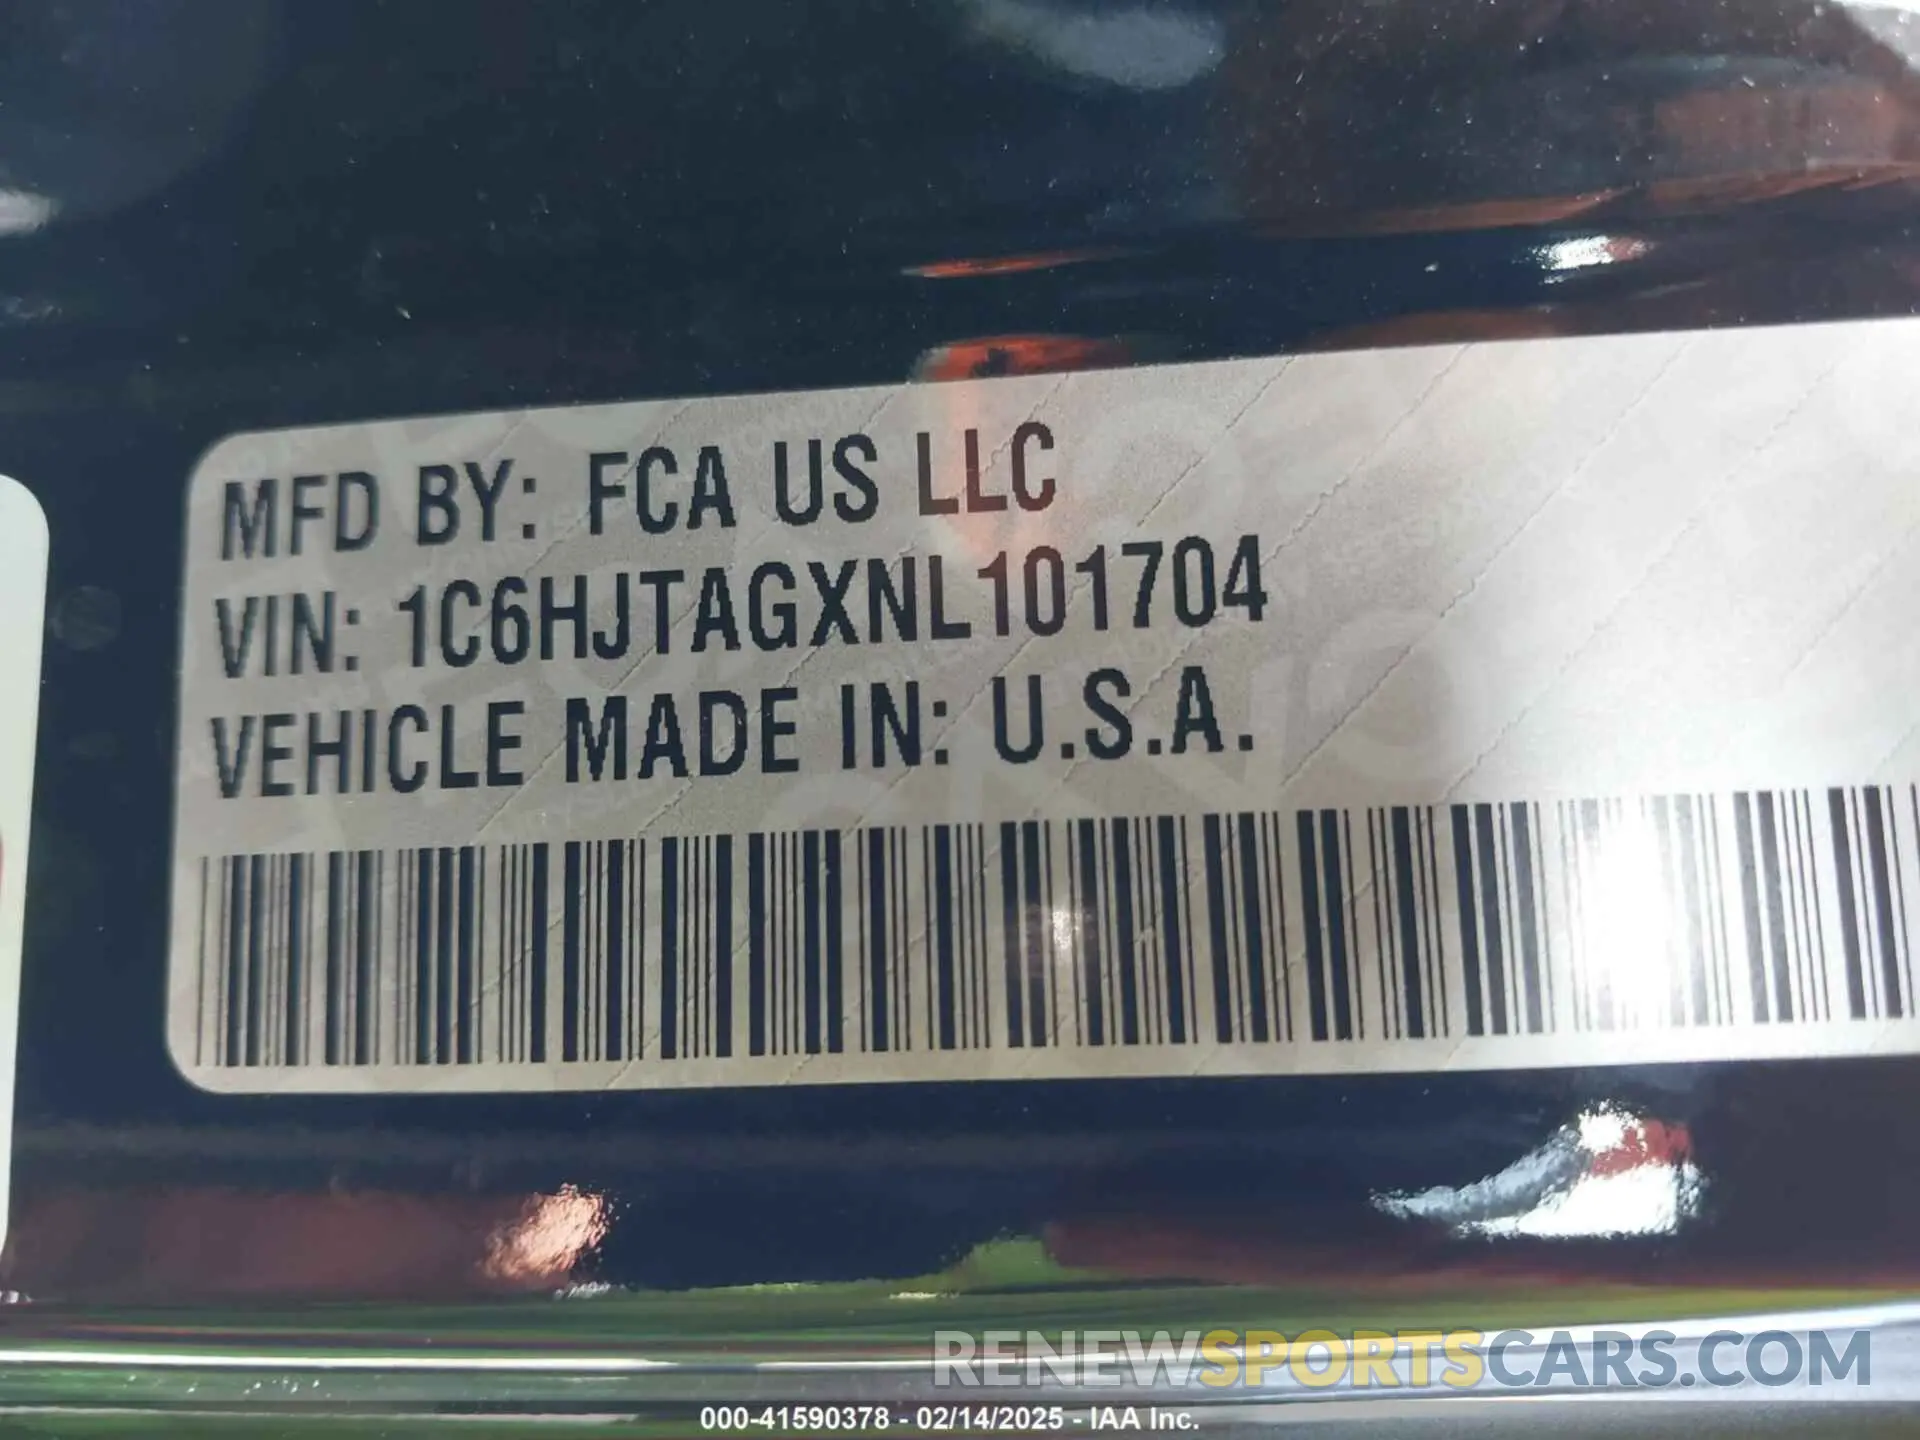 MFD BY: FCA US LLC
VIN: 1C6HJTAGXNL101704
VEHICLE MADE IN: U.S.A.
RENEWSPORTSCARS.COM
000-41590378 - 02/14/2025 - IAA Inc.